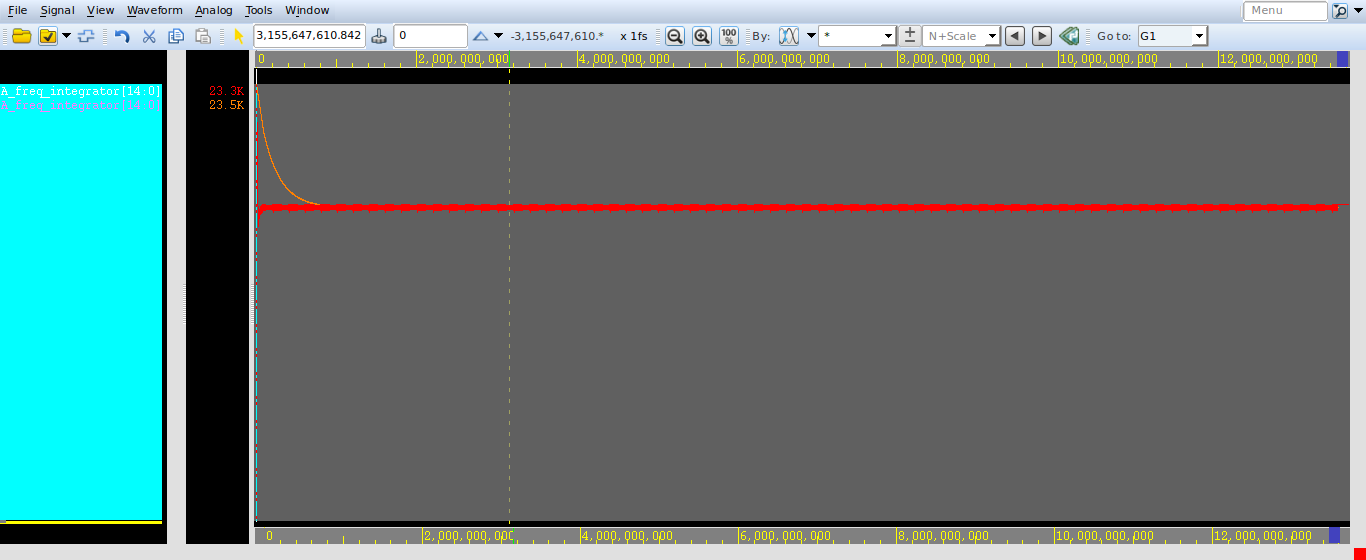 File Signal View Waveform Analog Tools Window Menu
3,155,647,610.842 0 -3,155,647,610.* x 1fs 100% By: * N+Scale Go to: G1
0 2,000,000,000 4,000,000,000 6,000,000,000 8,000,000,000 10,000,000,000 12,000,000,000
A_freq_integrator[14:0] 23.3K
23.5K
0 2,000,000,000 4,000,000,000 6,000,000,000 8,000,000,000 10,000,000,000 12,000,000,000